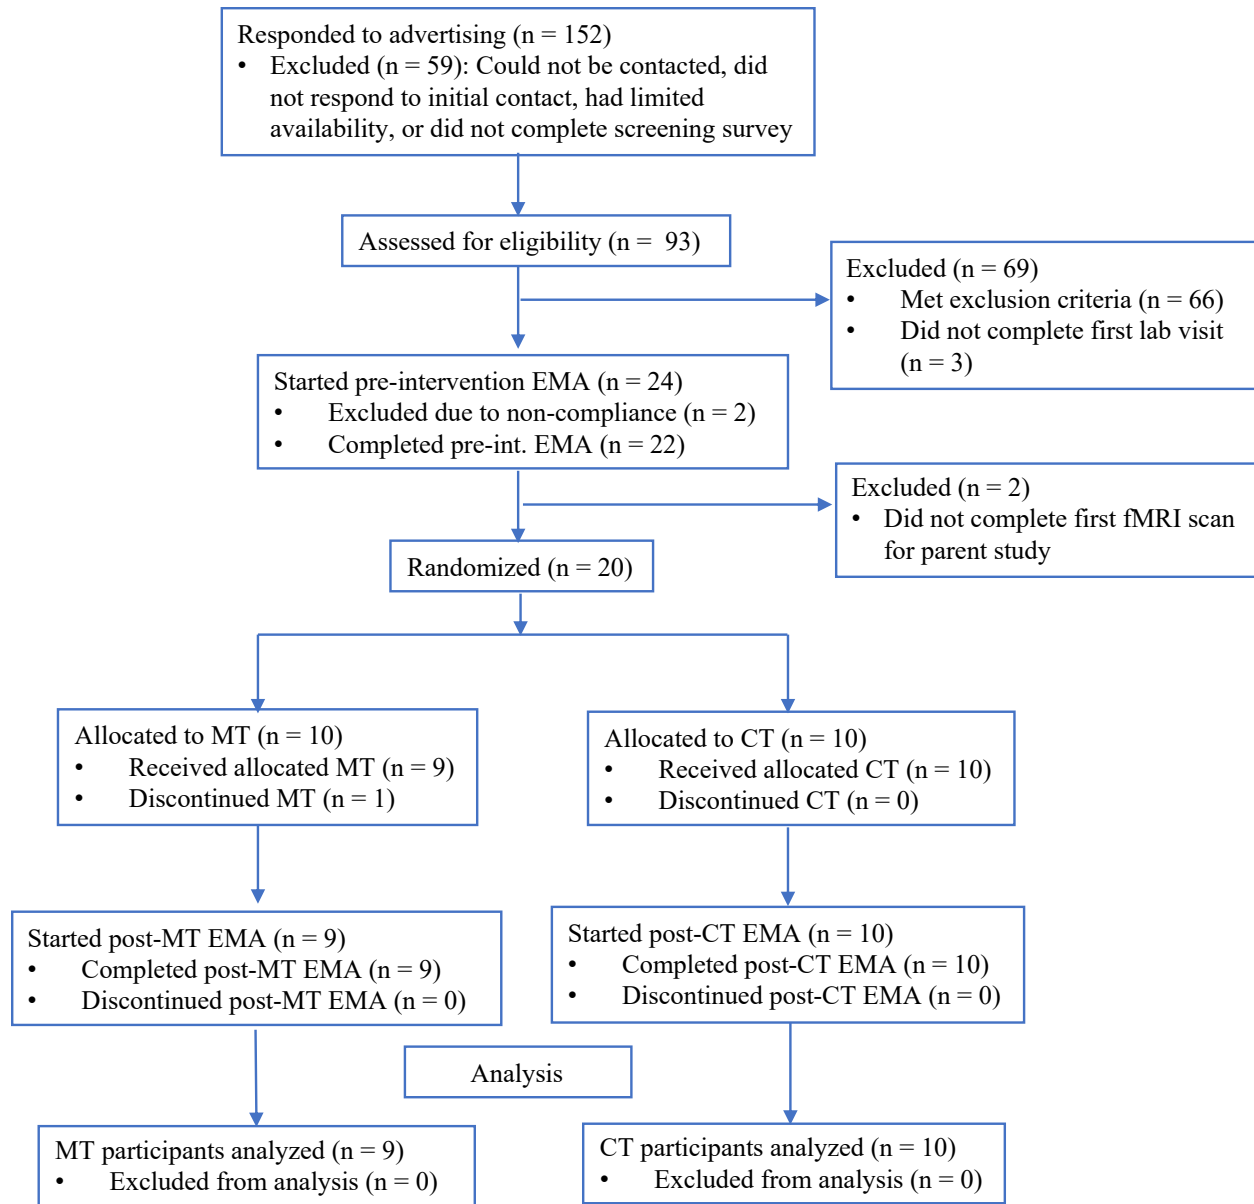 Responded to advertising (n = 152)
• Excluded (n = 59): Could not be contacted, did
not respond to initial contact, had limited
availability, or did not complete screening survey
Assessed for eligibility (n =  93)
Excluded (n = 69)
• Met exclusion criteria (n = 66)
• Did not complete first lab visit
(n = 3)
Started pre-intervention EMA (n = 24)
• Excluded due to non-compliance (n = 2)
• Completed pre-int. EMA (n = 22)
Excluded (n = 2)
• Did not complete first fMRI scan
for parent study
Randomized (n = 20)
Allocated to MT (n = 10)
• Received allocated MT (n = 9)
• Discontinued MT (n = 1)
Allocated to CT (n = 10)
• Received allocated CT (n = 10)
• Discontinued CT (n = 0)
Started post-MT EMA (n = 9)
• Completed post-MT EMA (n = 9)
• Discontinued post-MT EMA (n = 0)
Started post-CT EMA (n = 10)
• Completed post-CT EMA (n = 10)
• Discontinued post-CT EMA (n = 0)
Analysis
MT participants analyzed (n = 9)
• Excluded from analysis (n = 0)
CT participants analyzed (n = 10)
• Excluded from analysis (n = 0)